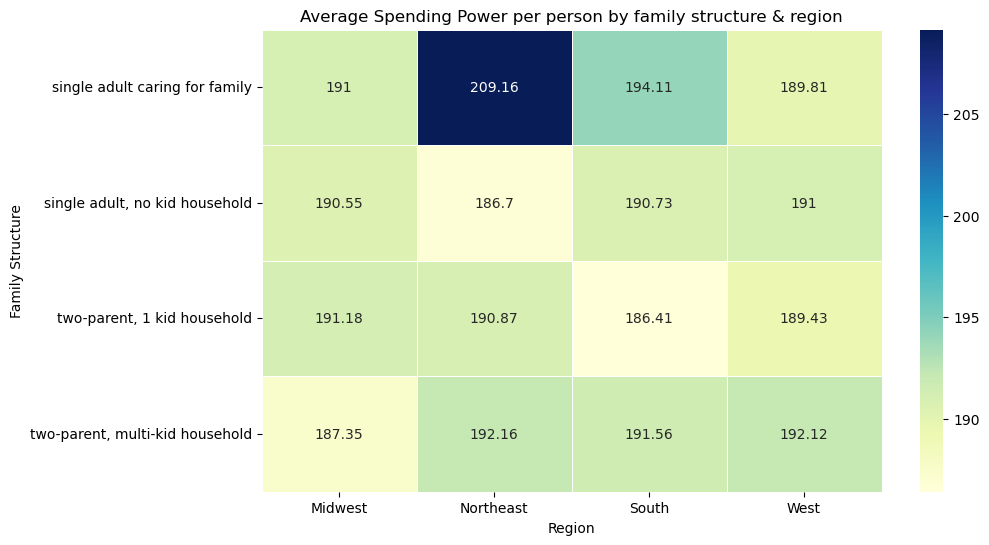 Average Spending Power per person by family structure & region
Family Structure
single adult caring for family
191 209.16 194.11 189.81
single adult, no kid household
190.55 186.7 190.73 191
two-parent, 1 kid household
191.18 190.87 186.41 189.43
two-parent, multi-kid household
187.35 192.16 191.56 192.12
Midwest Northeast South West
Region
205
200
195
190